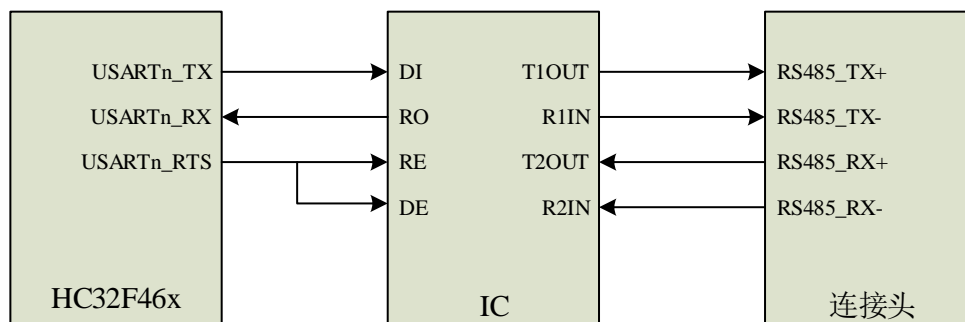 USARTn_TX
USARTn_RX
USARTn_RTS
HC32F46x
DI
RO
RE
DE
T1OUT
R1IN
T2OUT
R2IN
IC
RS485_TX+
RS485_TX-
RS485_RX+
RS485_RX-
连接头